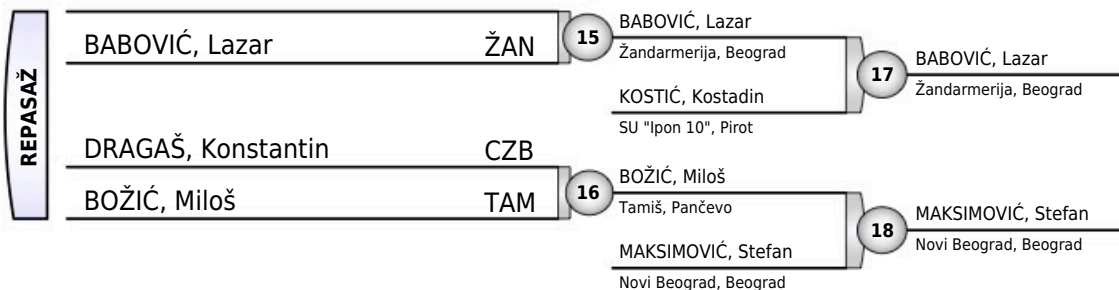 REPASAŽ
BABOVIĆ, Lazar ŽAN
DRAGAŠ, Konstantin CZB
BOŽIĆ, Miloš TAM
15
BABOVIĆ, Lazar
Žandarmerija, Beograd
KOSTIĆ, Kostadin
SU "Ipon 10", Pirot
16
BOŽIĆ, Miloš
Tamiš, Pančevo
MAKSIMOVIĆ, Stefan
Novi Beograd, Beograd
17
BABOVIĆ, Lazar
Žandarmerija, Beograd
18
MAKSIMOVIĆ, Stefan
Novi Beograd, Beograd